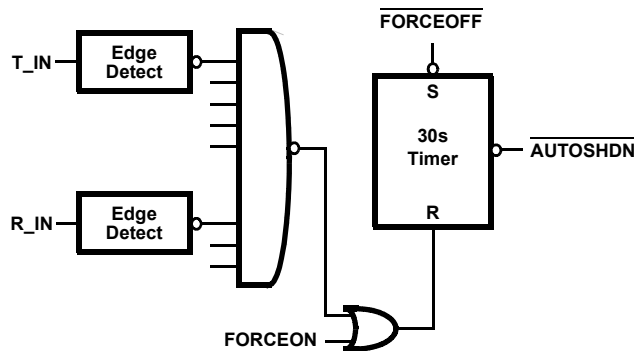 FORCEOFF
T_IN
Edge
Detect
S
30s
Timer
AUTOSHDN
R_IN
Edge
Detect
R
FORCEON